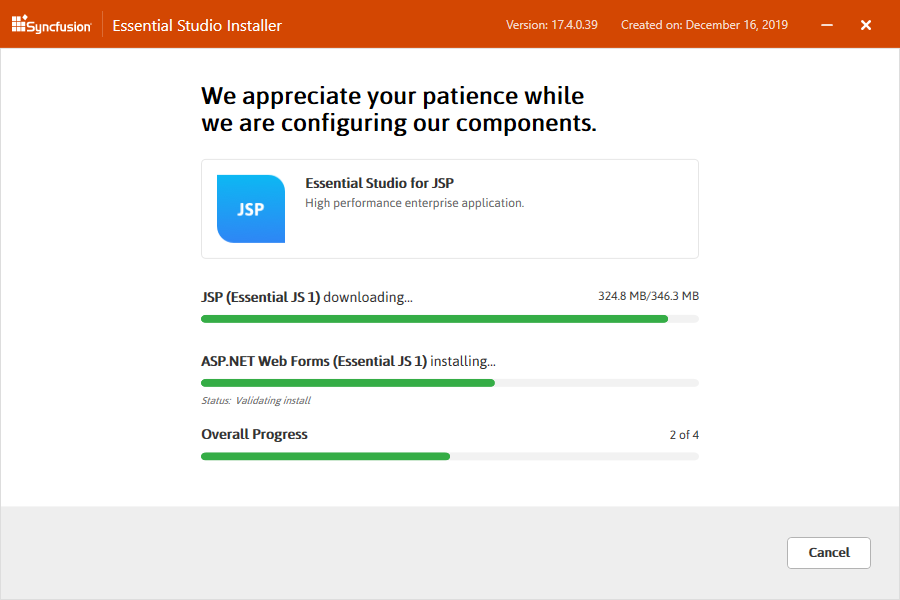 Syncfusion Essential Studio Installer Version: 17.4.0.39 Created on: December 16, 2019
We appreciate your patience while
we are configuring our components.
JSP
Essential Studio for JSP
High performance enterprise application.
JSP (Essential JS 1) downloading... 324.8 MB/346.3 MB
ASP.NET Web Forms (Essential JS 1) installing...
Status: Validating install
Overall Progress 2 of 4
Cancel